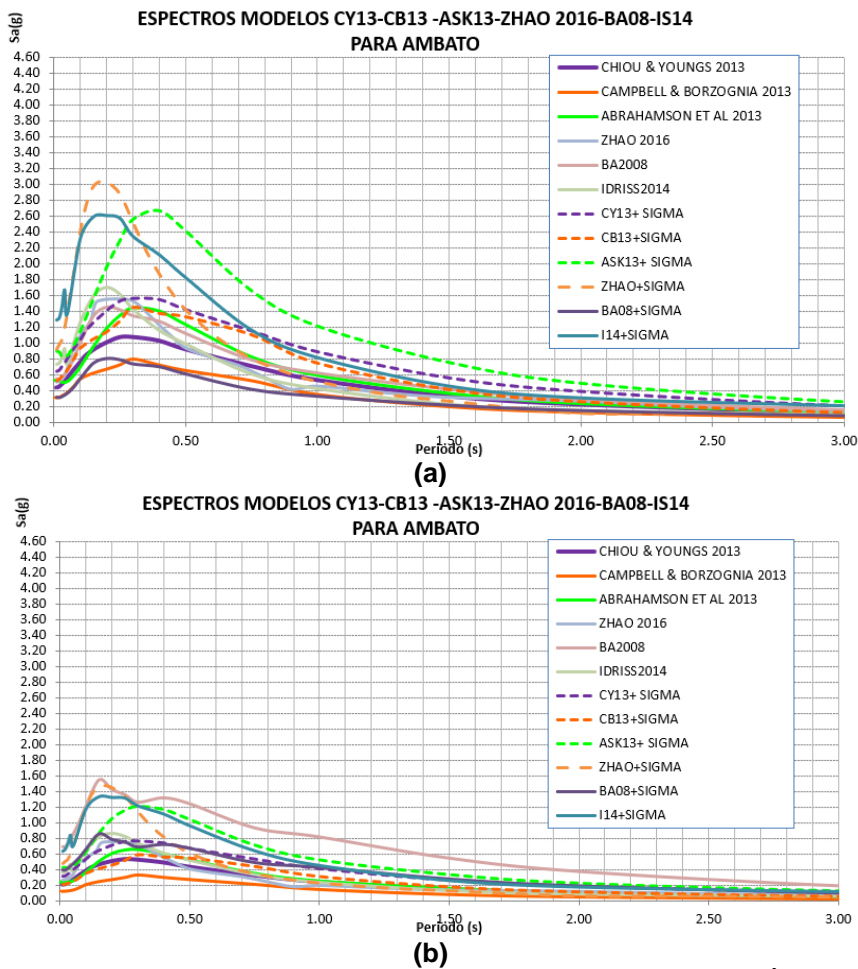 ESPECTROS MODELOS CY13-CB13 -ASK13-ZHAO 2016-BA08-IS14
PARA AMBATO
Sa(g)
4.60
4.40
4.20
4.00
3.80
3.60
3.40
3.20
3.00
2.80
2.60
2.40
2.20
2.00
1.80
1.60
1.40
1.20
1.00
0.80
0.60
0.40
0.20
0.00
CHIOU & YOUNGS 2013
CAMPBELL & BORZOGNIA 2013
ABRAHAMSON ET AL 2013
ZHAO 2016
BA2008
IDRISS2014
CY13+ SIGMA
CB13+SIGMA
ASK13+ SIGMA
ZHAO+SIGMA
BA08+SIGMA
I14+SIGMA
0.00 0.50 1.00 1.50 2.00 2.50 3.00
Período (s)
(a)
ESPECTROS MODELOS CY13-CB13 -ASK13-ZHAO 2016-BA08-IS14
PARA AMBATO
Sa(g)
4.60
4.40
4.20
4.00
3.80
3.60
3.40
3.20
3.00
2.80
2.60
2.40
2.20
2.00
1.80
1.60
1.40
1.20
1.00
0.80
0.60
0.40
0.20
0.00
CHIOU & YOUNGS 2013
CAMPBELL & BORZOGNIA 2013
ABRAHAMSON ET AL 2013
ZHAO 2016
BA2008
IDRISS2014
CY13+ SIGMA
CB13+SIGMA
ASK13+ SIGMA
ZHAO+SIGMA
BA08+SIGMA
I14+SIGMA
0.00 0.50 1.00 1.50 2.00 2.50 3.00
Período (s)
(b)